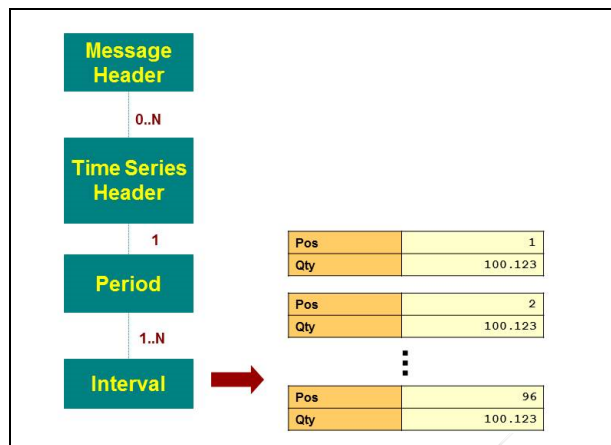 Message
Header
0..N
Time Series
Header
1
Period
1..N
Interval
Pos 1
Qty 100.123
Pos 2
Qty 100.123
Pos 96
Qty 100.123